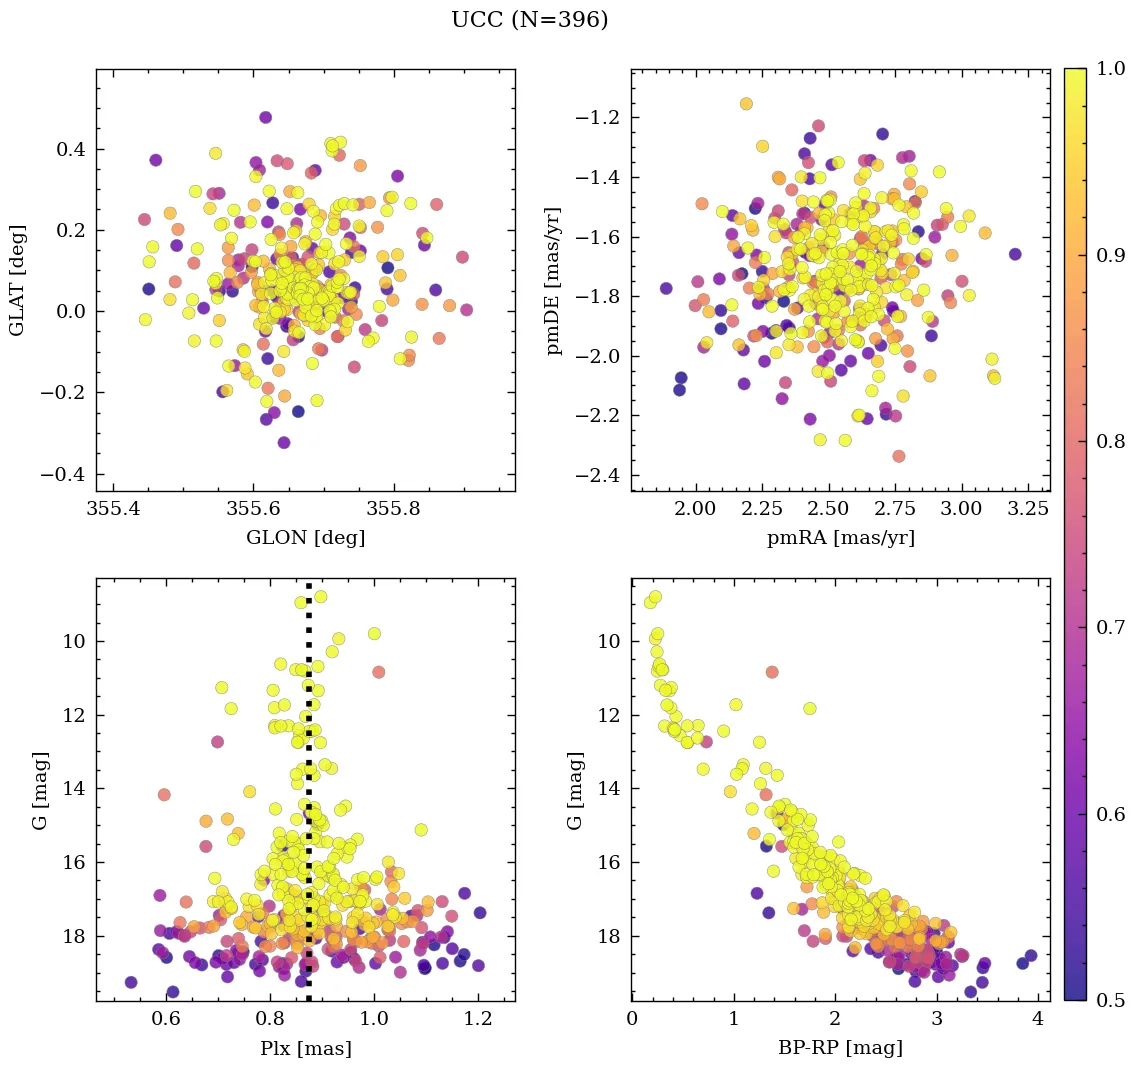 UCC (N=396)
GLAT [deg]
0.4
0.2
0.0
−0.2
−0.4
355.4 355.6 355.8
GLON [deg]
pmDE [mas/yr]
−1.2
−1.4
−1.6
−1.8
−2.0
−2.2
−2.4
2.00 2.25 2.50 2.75 3.00 3.25
pmRA [mas/yr]
G [mag]
10
12
14
16
18
0.6 0.8 1.0 1.2
Plx [mas]
G [mag]
10
12
14
16
18
0 1 2 3 4
BP-RP [mag]
1.0
0.9
0.8
0.7
0.6
0.5